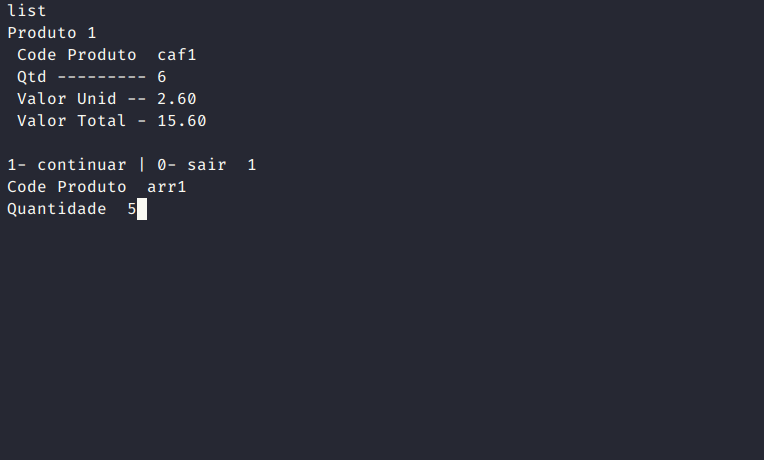 list
Produto 1
 Code Produto  caf1
 Qtd --------- 6
 Valor Unid -- 2.60
 Valor Total - 15.60

1- continuar | 0- sair  1
Code Produto  arr1
Quantidade  5